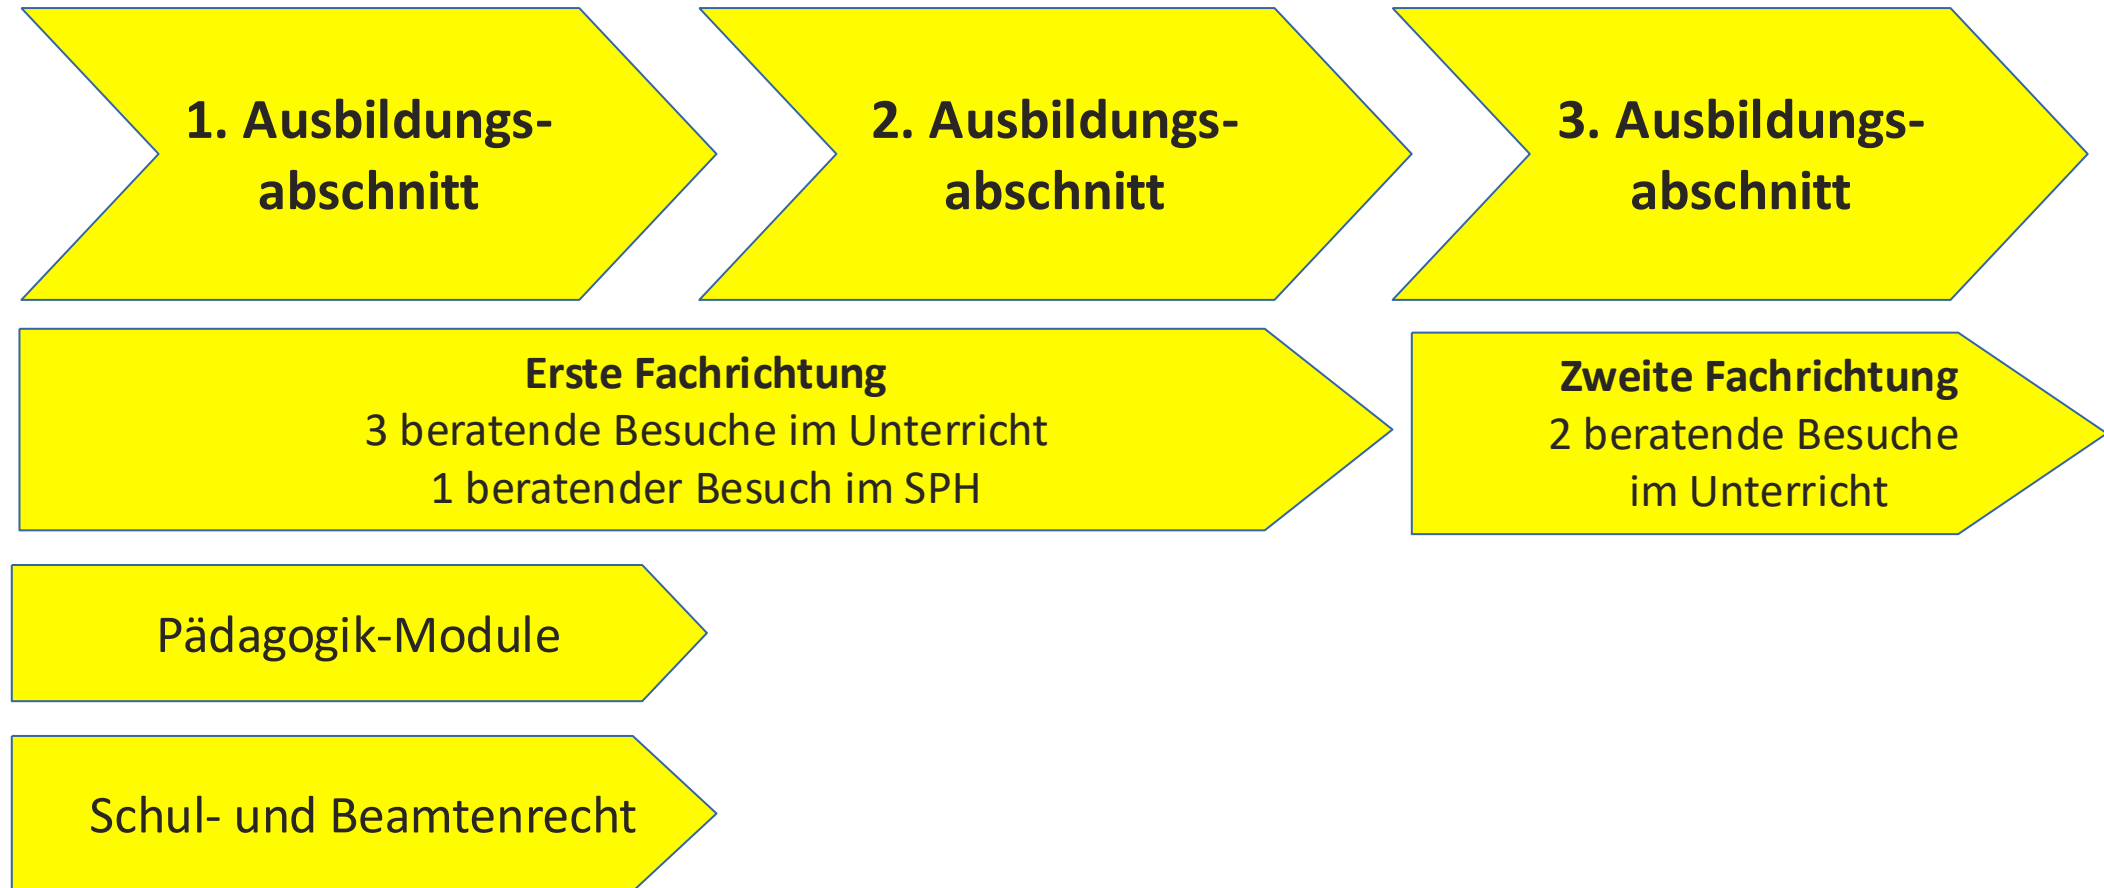 1. Ausbildungs-
abschnitt
2. Ausbildungs-
abschnitt
3. Ausbildungs-
abschnitt
Erste Fachrichtung
3 beratende Besuche im Unterricht
1 beratender Besuch im SPH
Zweite Fachrichtung
2 beratende Besuche
im Unterricht
Pädagogik-Module
Schul- und Beamtenrecht